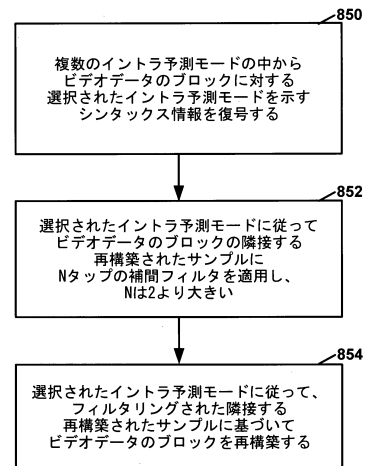 850
複数のイントラ予測モードの中から
ビデオデータのブロックに対する
選択されたイントラ予測モードを示す
シンタックス情報を復号する
852
選択されたイントラ予測モードに従って
ビデオデータのブロックの隣接する
再構築されたサンプルに
Nタップの補間フィルタを適用し、
Nは2より大きい
854
選択されたイントラ予測モードに従って、
フィルタリングされた隣接する
再構築されたサンプルに基づいて
ビデオデータのブロックを再構築する